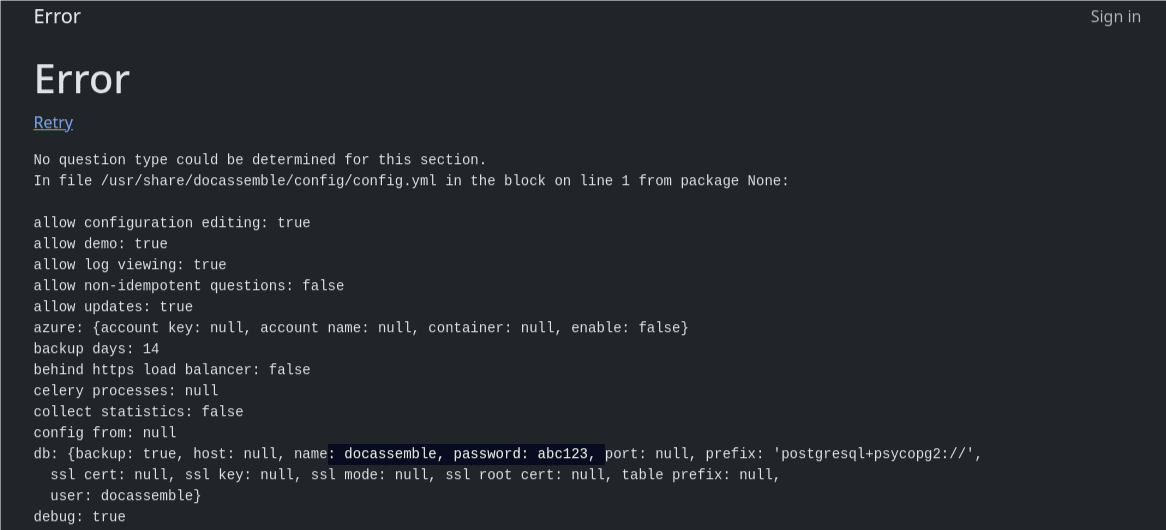 Error
Sign in
Error
Retry
No question type could be determined for this section.
In file /usr/share/docassemble/config/config.yml in the block on line 1 from package None:
allow configuration editing: true
allow demo: true
allow log viewing: true
allow non-idempotent questions: false
allow updates: true
azure: {account key: null, account name: null, container: null, enable: false}
backup days: 14
behind https load balancer: false
celery processes: null
collect statistics: false
config from: null
db: {backup: true, host: null, name: docassemble, password: abc123, port: null, prefix: 'postgresql+psycopg2://',
  ssl cert: null, ssl key: null, ssl mode: null, ssl root cert: null, table prefix: null,
  user: docassemble}
debug: true